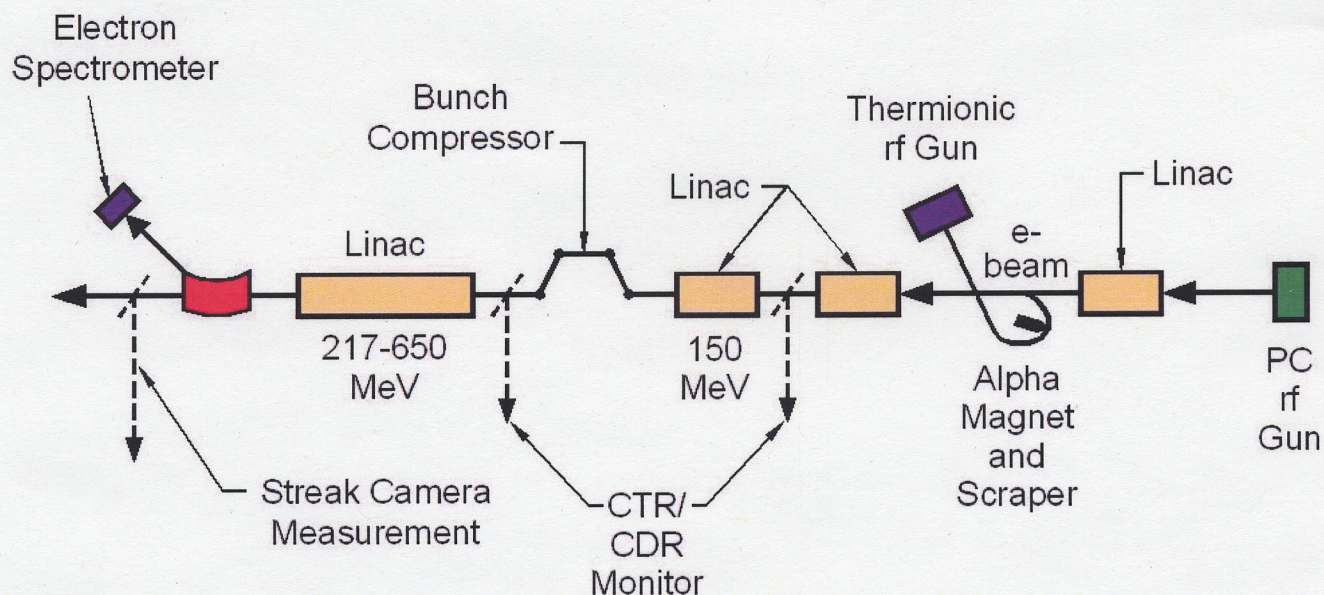 Electron
Spectrometer
Bunch
Compressor
Thermionic
rf Gun
Linac
Linac
Linac
e-
beam
217-650
MeV
150
MeV
Alpha
Magnet
and
Scraper
PC
rf
Gun
Streak Camera
Measurement
CTR/
CDR
Monitor